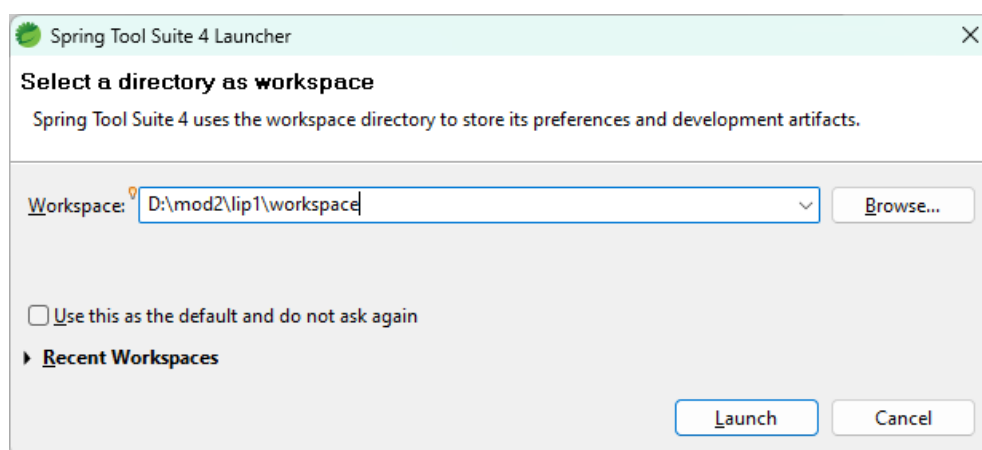 Spring Tool Suite 4 Launcher
Select a directory as workspace
Spring Tool Suite 4 uses the workspace directory to store its preferences and development artifacts.
Workspace: D:\mod2\lip1\workspace Browse...
Use this as the default and do not ask again
Recent Workspaces
Launch Cancel